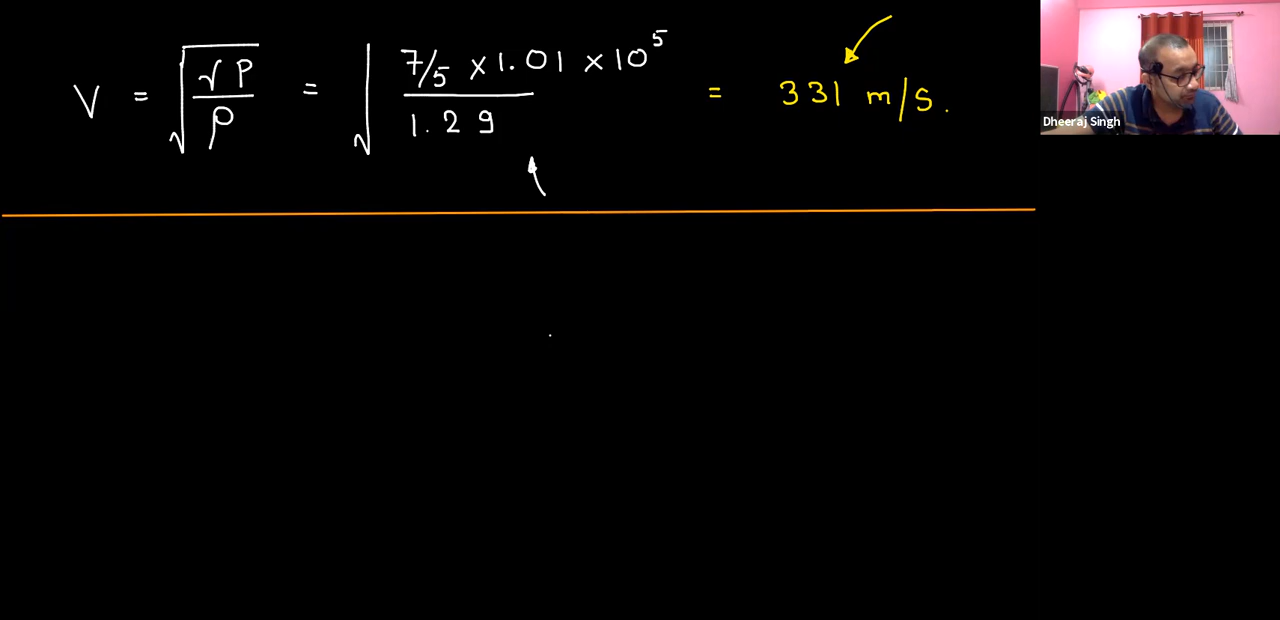 V = √(γP/ρ) = √(7/5 × 1.01 × 10⁵ / 1.29) = 331 m/s.
Dheeraj Singh